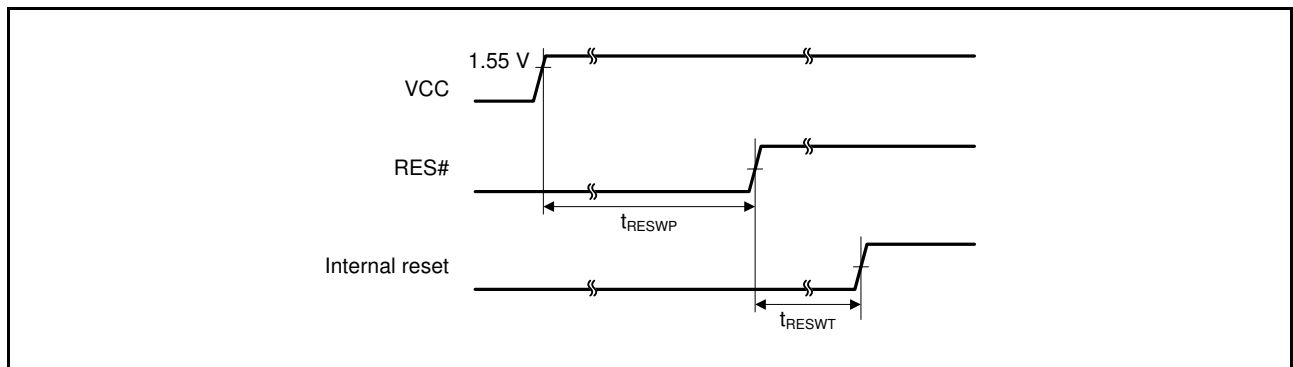 1.55 V
VCC
RES#
tRESWP
Internal reset
tRESWT